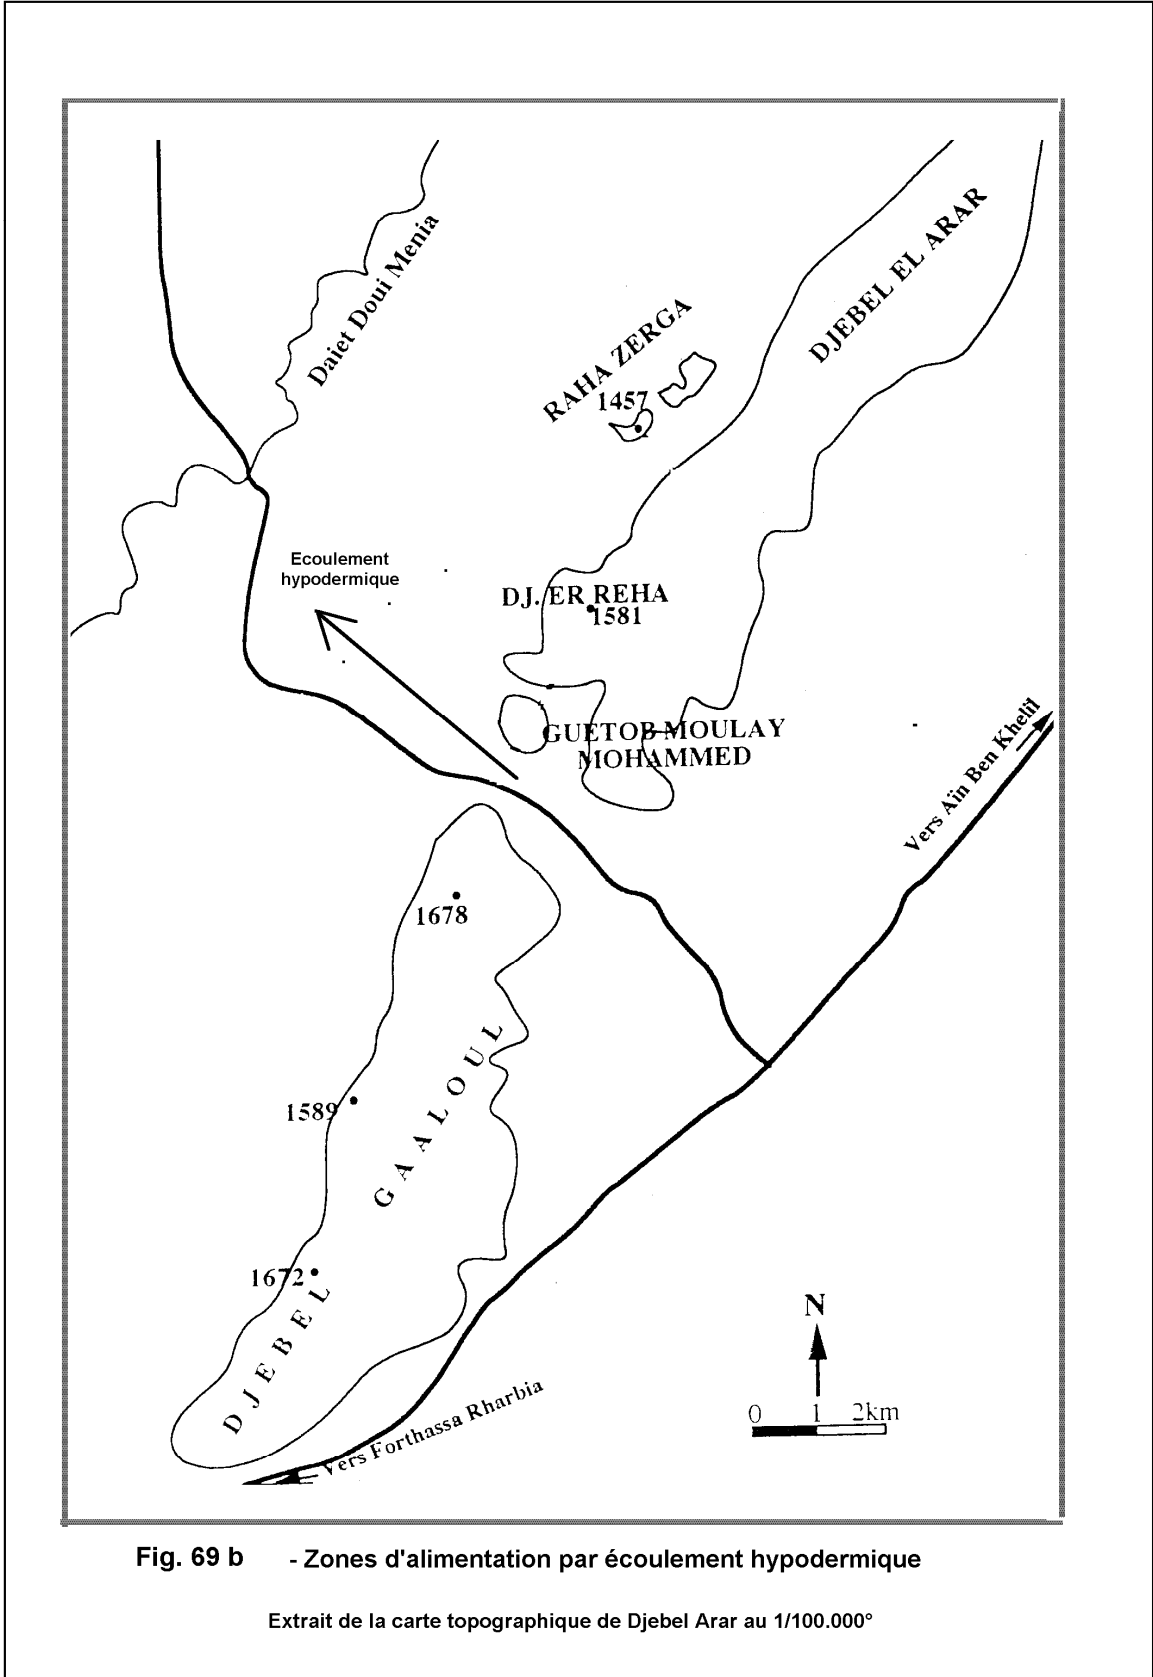 Daiet Doui Menia
DJEBEL EL ARAR
RAHA ZERGA
1457
Ecoulement
hypodermique
DJ. ER REHA
1581
GUETOB MOULAY
MOHAMMED
Vers Aïn Ben Khelil
1678
1589
1672
DJEBEL GAALOUL
Vers Forthassa Rharbia
N
0 1 2km
Fig. 69 b - Zones d'alimentation par écoulement hypodermique
Extrait de la carte topographique de Djebel Arar au 1/100.000°